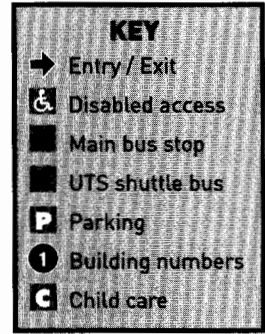 KEY
Entry / Exit
Disabled access
Main bus stop
UTS shuttle bus
P Parking
1 Building numbers
C Child care